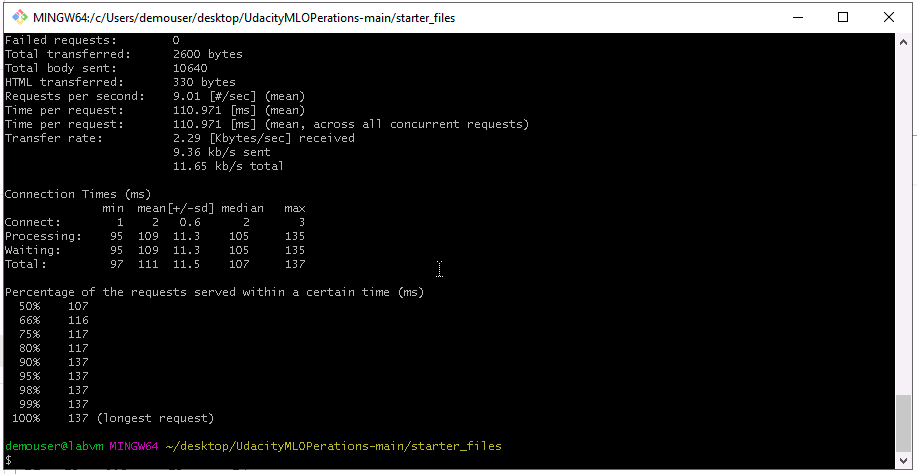 MINGW64:/c/Users/demouser/desktop/UdacityMLOPerations-main/starter_files
Failed requests:        0
Total transferred:      2600 bytes
Total body sent:        10640
HTML transferred:       330 bytes
Requests per second:    9.01 [#/sec] (mean)
Time per request:       110.971 [ms] (mean)
Time per request:       110.971 [ms] (mean, across all concurrent requests)
Transfer rate:          2.29 [Kbytes/sec] received
                        9.36 kb/s sent
                        11.65 kb/s total
Connection Times (ms)
              min  mean[+/-sd] median   max
Connect:        1    2   0.6      2       3
Processing:    95  109  11.3    105     135
Waiting:       95  109  11.3    105     135
Total:         97  111  11.5    107     137
Percentage of the requests served within a certain time (ms)
  50%    107
  66%    116
  75%    117
  80%    117
  90%    137
  95%    137
  98%    137
  99%    137
 100%    137 (longest request)
demouser@labvm MINGW64 ~/desktop/UdacityMLOPerations-main/starter_files
$